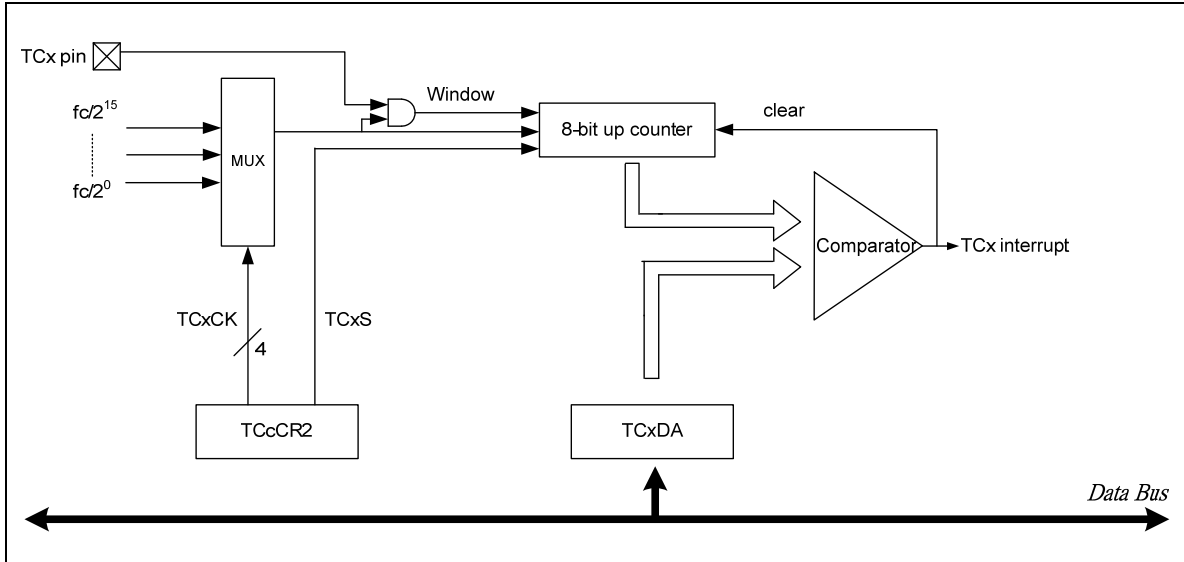 TCx pin
fc/2^15
fc/2^0
MUX
Window
8-bit up counter
clear
Comparator
TCx interrupt
TCxCK
4
TCxS
TCcCR2
TCxDA
Data Bus